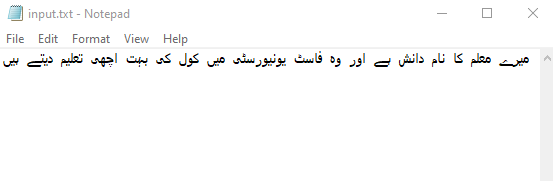 input.txt - Notepad
File Edit Format View Help
میرے معلم کا نام دانش ہے اور وہ فاسٹ یونیورسٹی میں کول کی بہت اچھی تعلیم دیتے ہیں